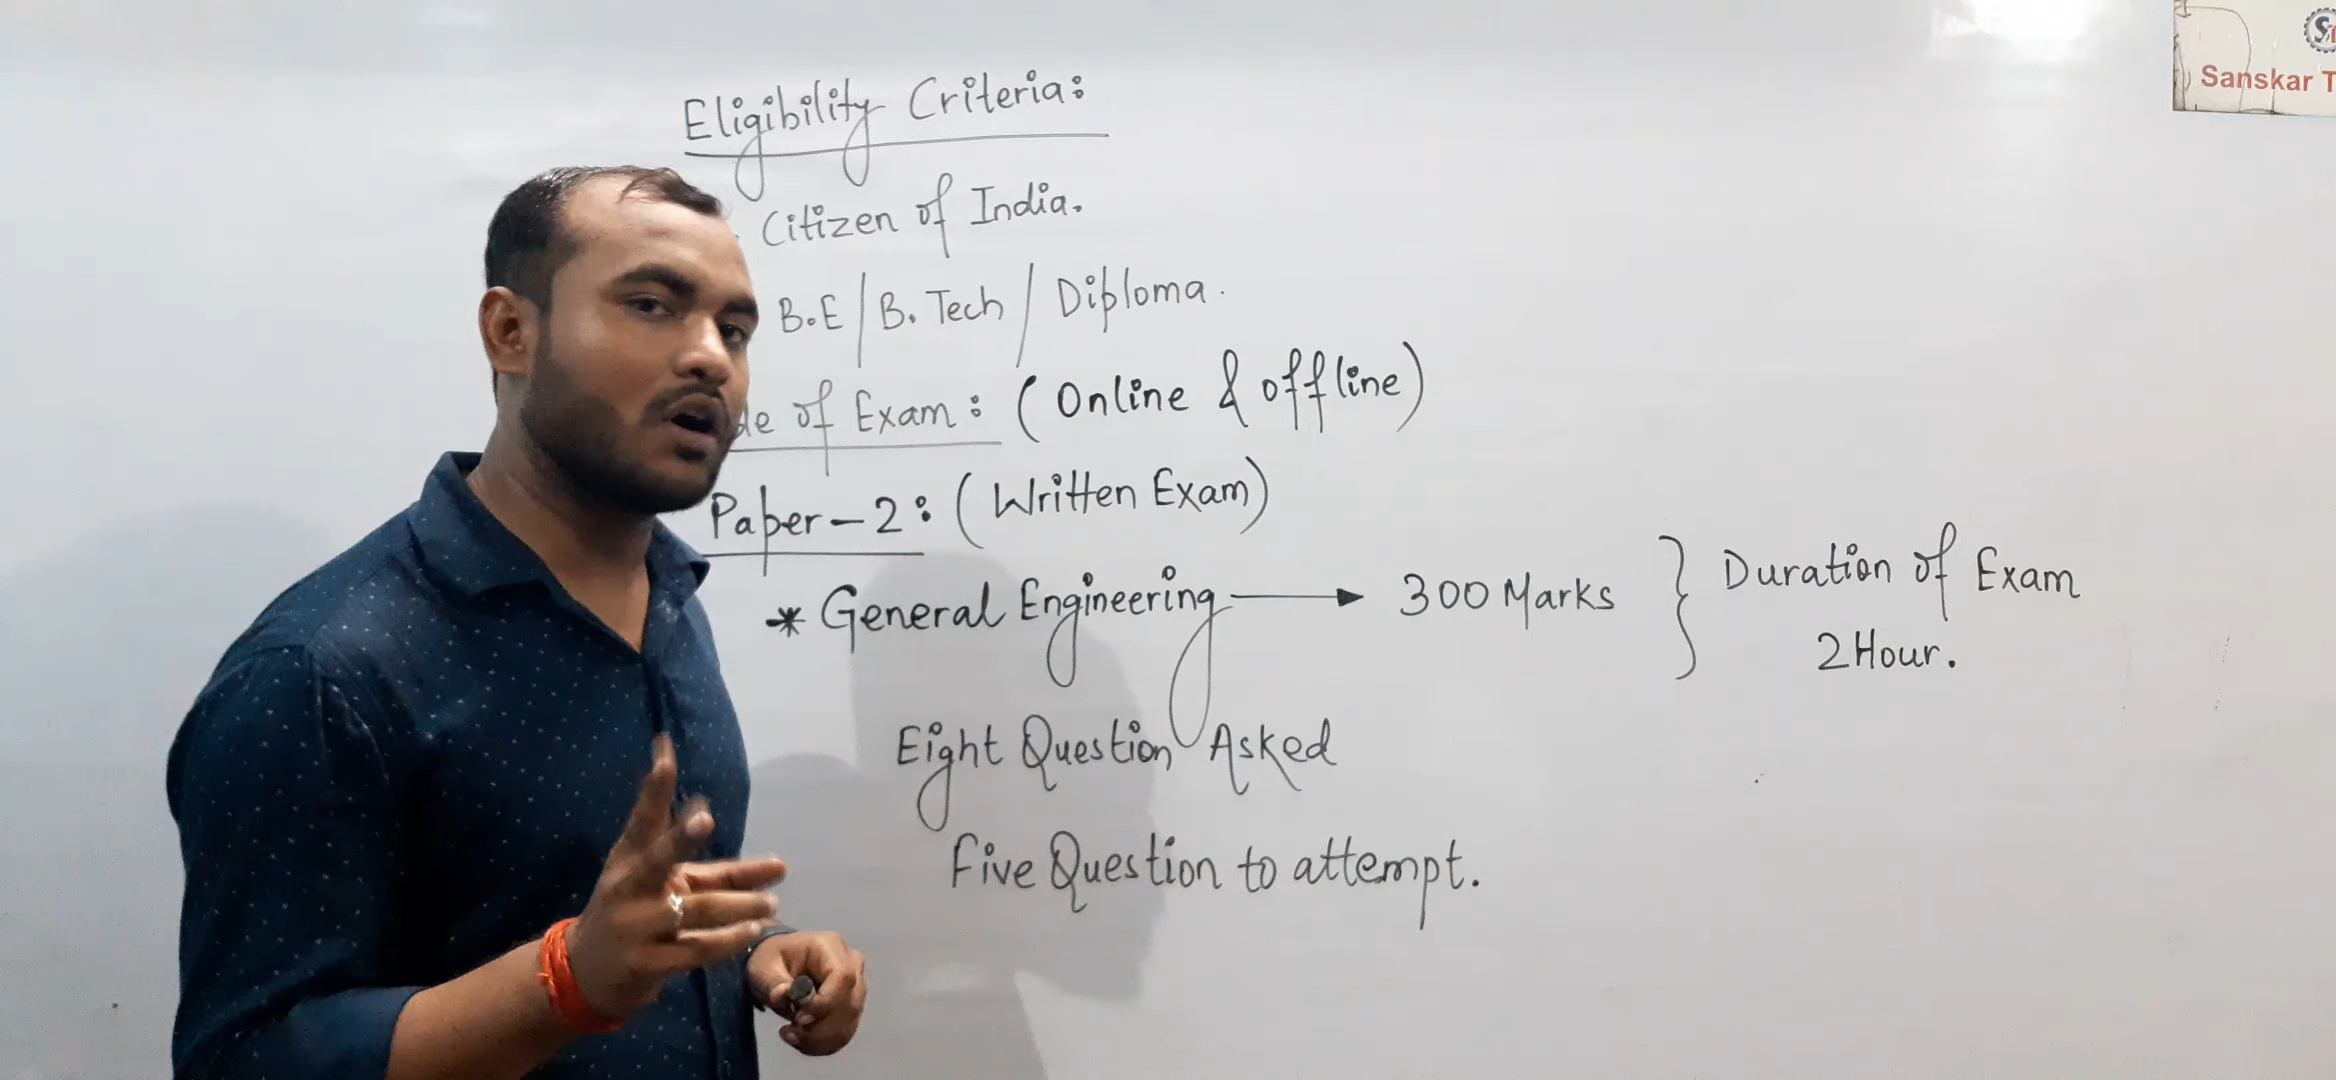 Sanskar
Eligibility Criteria:
Citizen of India.
B.E / B. Tech / Diploma.
of Exam: (Online & offline)
Paper-2: (Written Exam)
* General Engineering → 300 Marks } Duration of Exam
2 Hour.
Eight Question Asked
Five Question to attempt.